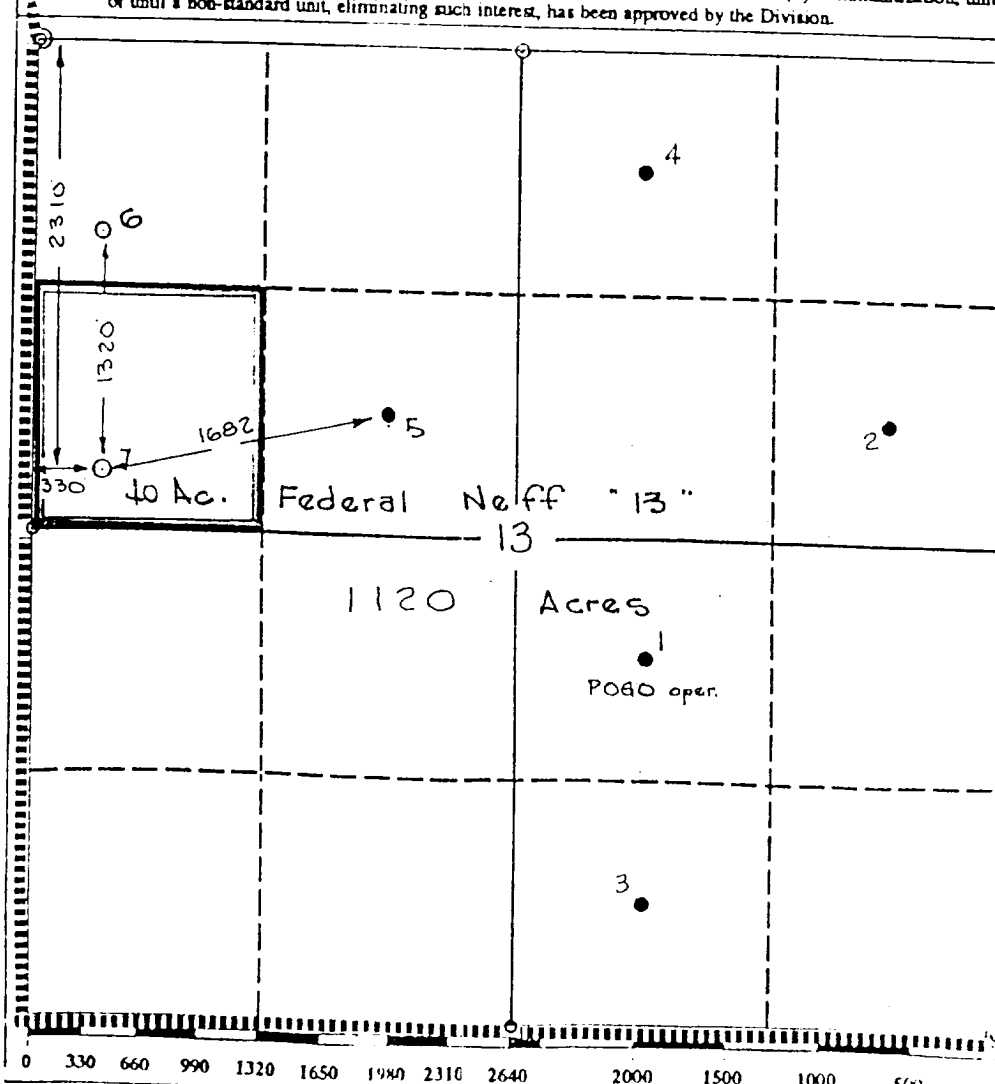 or until a non-standard unit, eliminating such interest, has been approved by the Division.
4
2310
6
1320
1682
5
2
7
330
40 Ac.
Federal Neff "13"
13
1120 Acres
1
POGO oper.
3
0 330 660 990 1320 1650 1980 2310 2640 2000 1500 1000